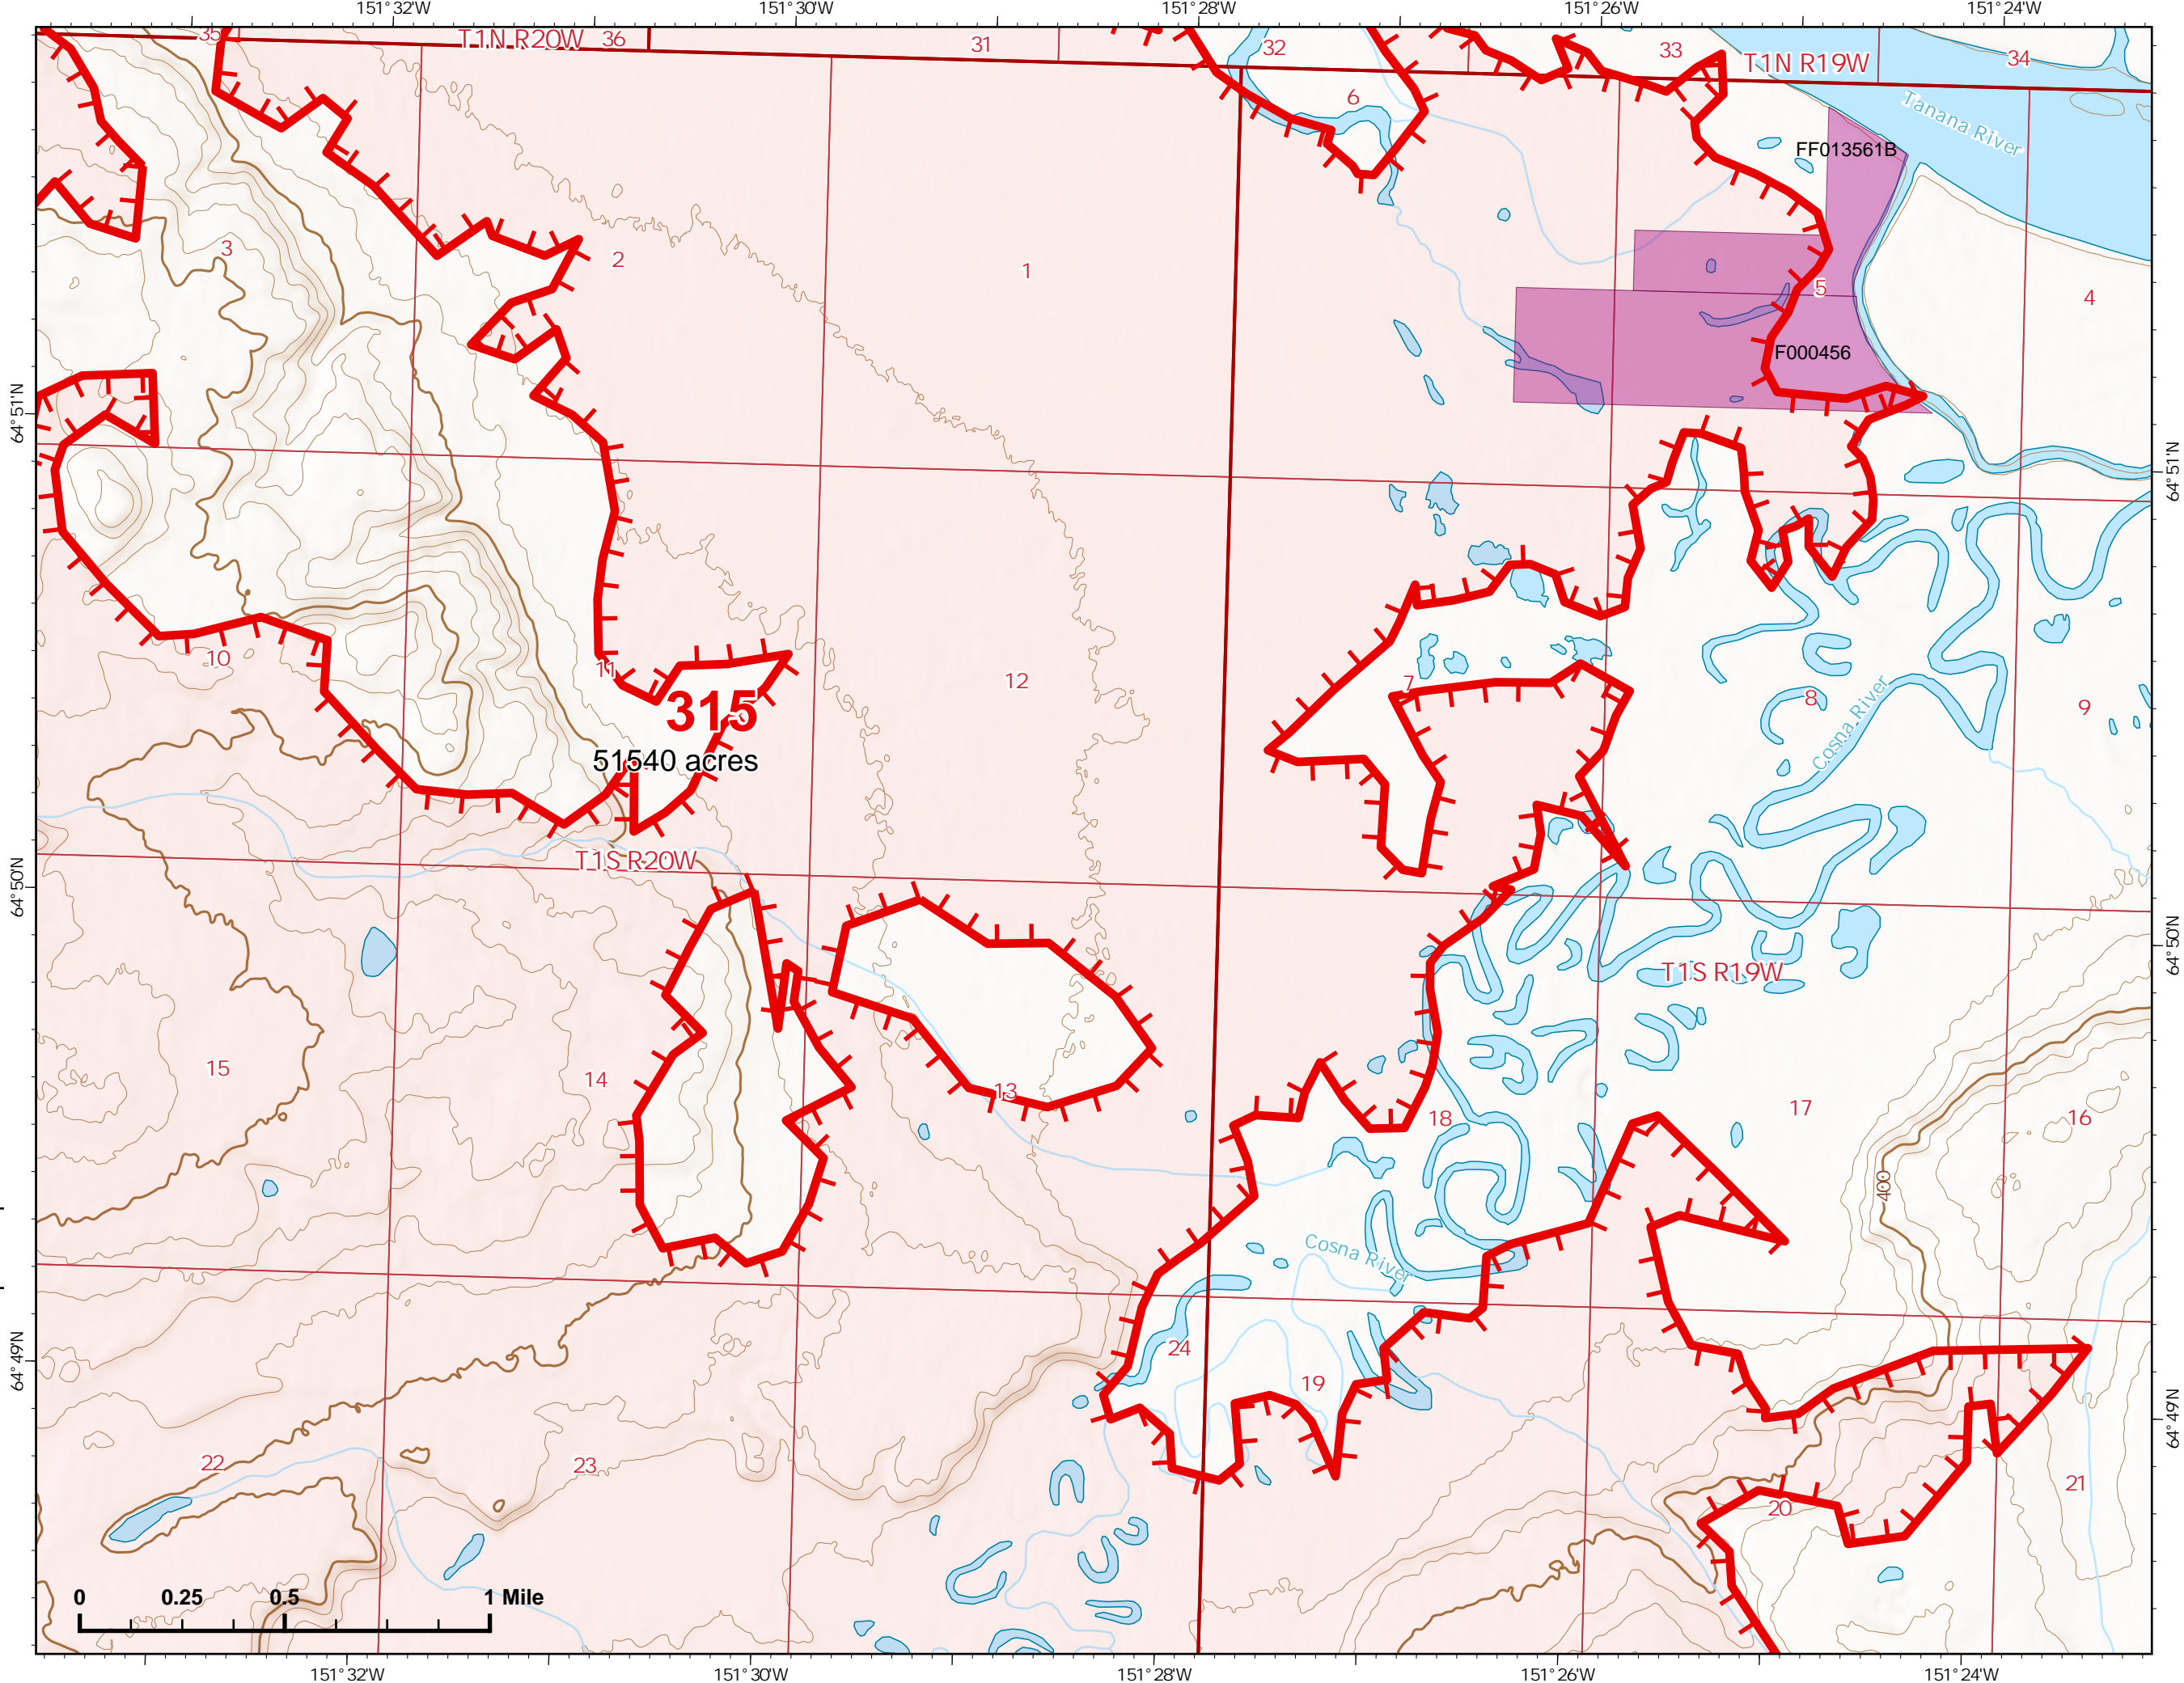 151°32'W 151°30'W 151°28'W 151°26'W 151°24'W
35 T1N R20W 36 31 32 33 T1N R19W 34
6
Tanana River
FF013561B
3 2 1 5 4
F000456
64°51'N
64°51'N
10 11 12 7 8 9
315
51540 acres
Cosna River
T1S R20W
64°50'N
64°50'N
T1S R19W
15 14 13 18 17 16
400
Cosna River
24 19
64°49'N
64°49'N
22 23 20 21
0 0.25 0.5 1 Mile
151°32'W 151°30'W 151°28'W 151°26'W 151°24'W